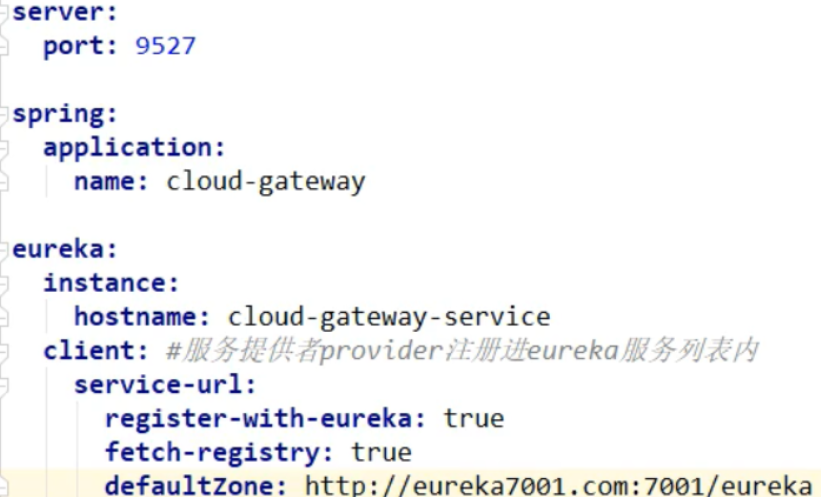 server:
  port: 9527
spring:
  application:
    name: cloud-gateway
eureka:
  instance:
    hostname: cloud-gateway-service
  client: #服务提供者provider注册进eureka服务列表内
    service-url:
      register-with-eureka: true
      fetch-registry: true
      defaultZone: http://eureka7001.com:7001/eureka